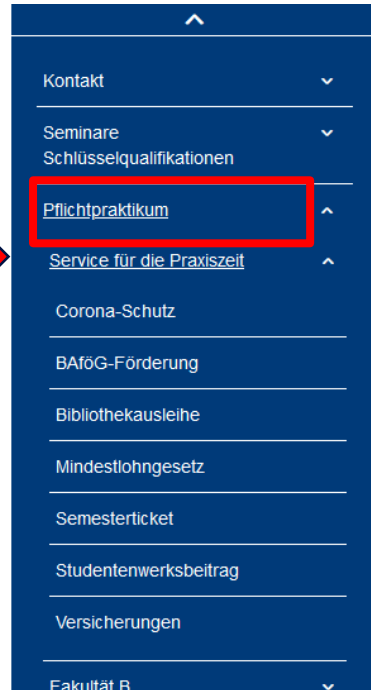 Kontakt
Seminare
Schlüsselqualifikationen
Pflichtpraktikum
Service für die Praxiszeit
Corona-Schutz
BAföG-Förderung
Bibliothekausleihe
Mindestlohngesetz
Semesterticket
Studentenwerksbeitrag
Versicherungen
Fakultät B